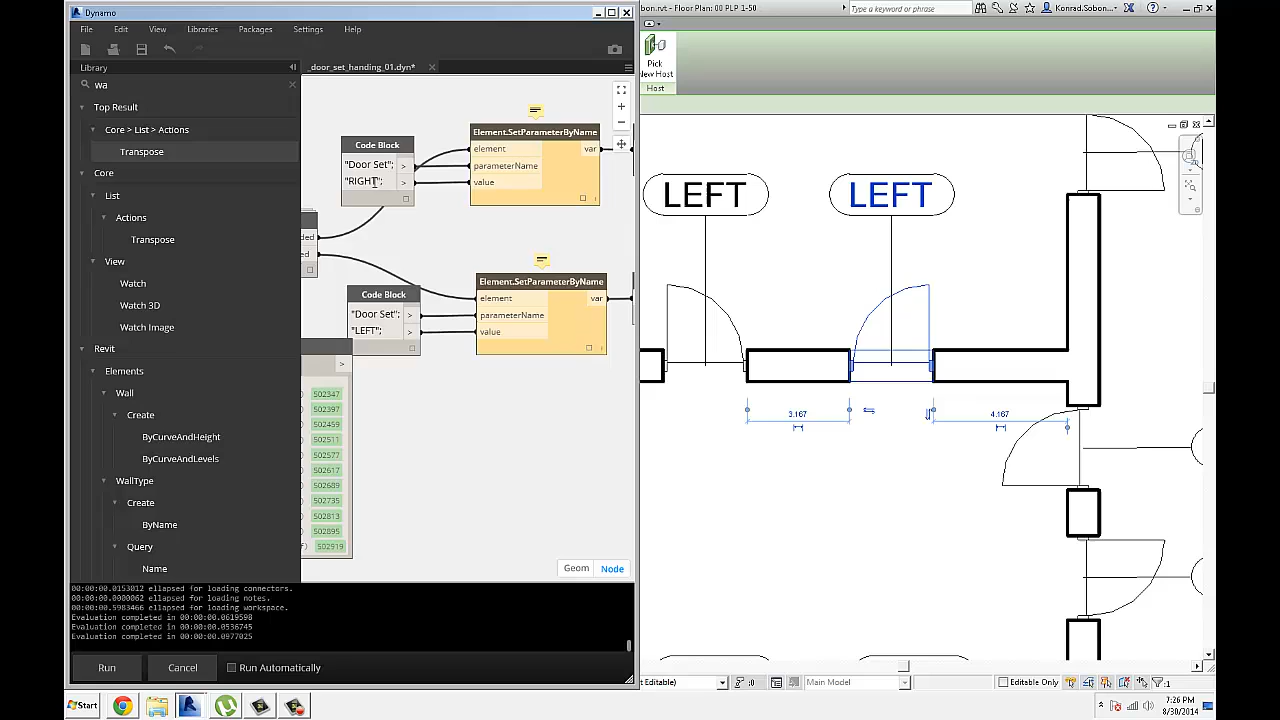 Dynamo
File Edit View Libraries Packages Settings Help
Library
wa
Top Result
Core > List > Actions
Transpose
Core
List
Actions
Transpose
View
Watch
Watch 3D
Watch Image
Revit
Elements
Wall
Create
ByCurveAndHeight
ByCurveAndLevels
WallType
Create
ByName
Query
Name
_door_set_handing_01.dyn*
Code Block
"Door Set"; >
"RIGHT"; >
Element.SetParameterByName
element var
parameterName
value
Code Block
"Door Set"; >
"LEFT"; >
Element.SetParameterByName
element var
parameterName
value
>
502347
502397
502459
502511
502577
502617
502689
502735
502813
502895
502919
Geom Node
00:00:00.0153012 ellapsed for loading connectors.
00:00:00.0000062 ellapsed for loading notes.
00:00:00.5983466 ellapsed for loading workspace.
Evaluation completed in 00:00:00.0619598
Evaluation completed in 00:00:00.0536745
Evaluation completed in 00:00:00.0977025
Run Cancel Run Automatically
bon.rvt - Floor Plan: 00 PLP 1-50
Type a keyword or phrase
Konrad.Sobon...
Pick
New Host
Host
LEFT LEFT
3.167 4.167
t Editable) :0 Main Model Editable Only :1
Start
7:26 PM
8/30/2014